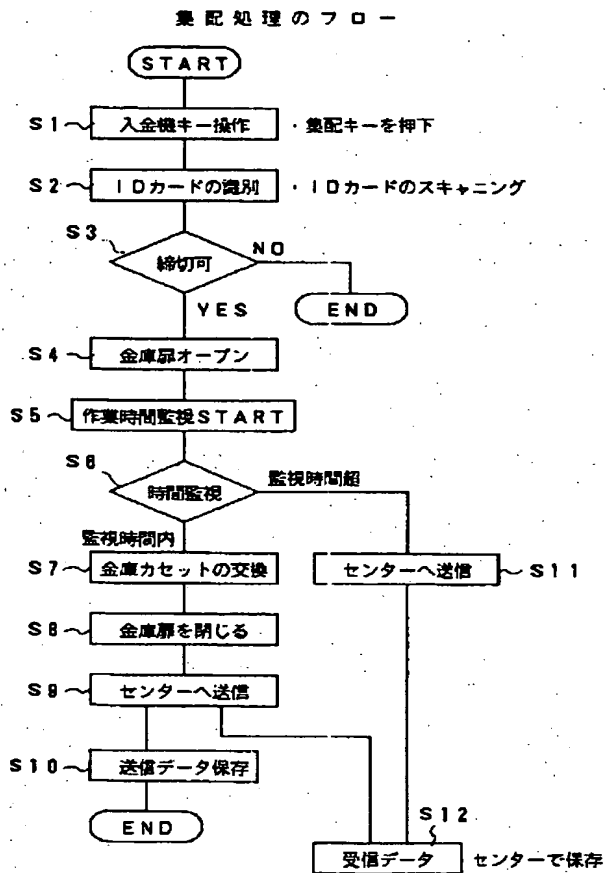 集配処理のフロー
START
S1 入金機キー操作 ・集配キーを押下
S2 IDカードの識別 ・IDカードのスキャニング
S3
締切可 NO
YES END
S4 金庫扉オープン
S5 作業時間監視START
S6
時間監視 監視時間超
監視時間内
S7 金庫カセットの交換 センターへ送信 S11
S8 金庫扉を閉じる
S9 センターへ送信
S10 送信データ保存
END S12
受信データ センターで保存